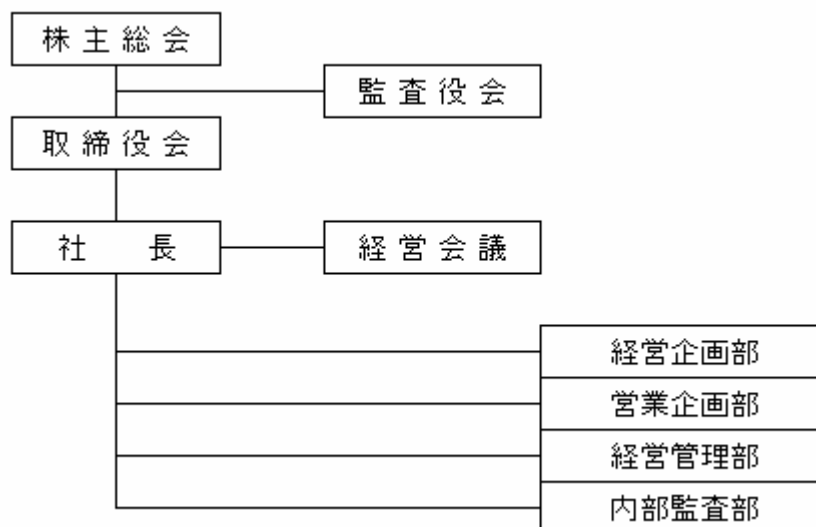 株主総会
監査役会
取締役会
社長
経営会議
経営企画部
営業企画部
経営管理部
内部監査部